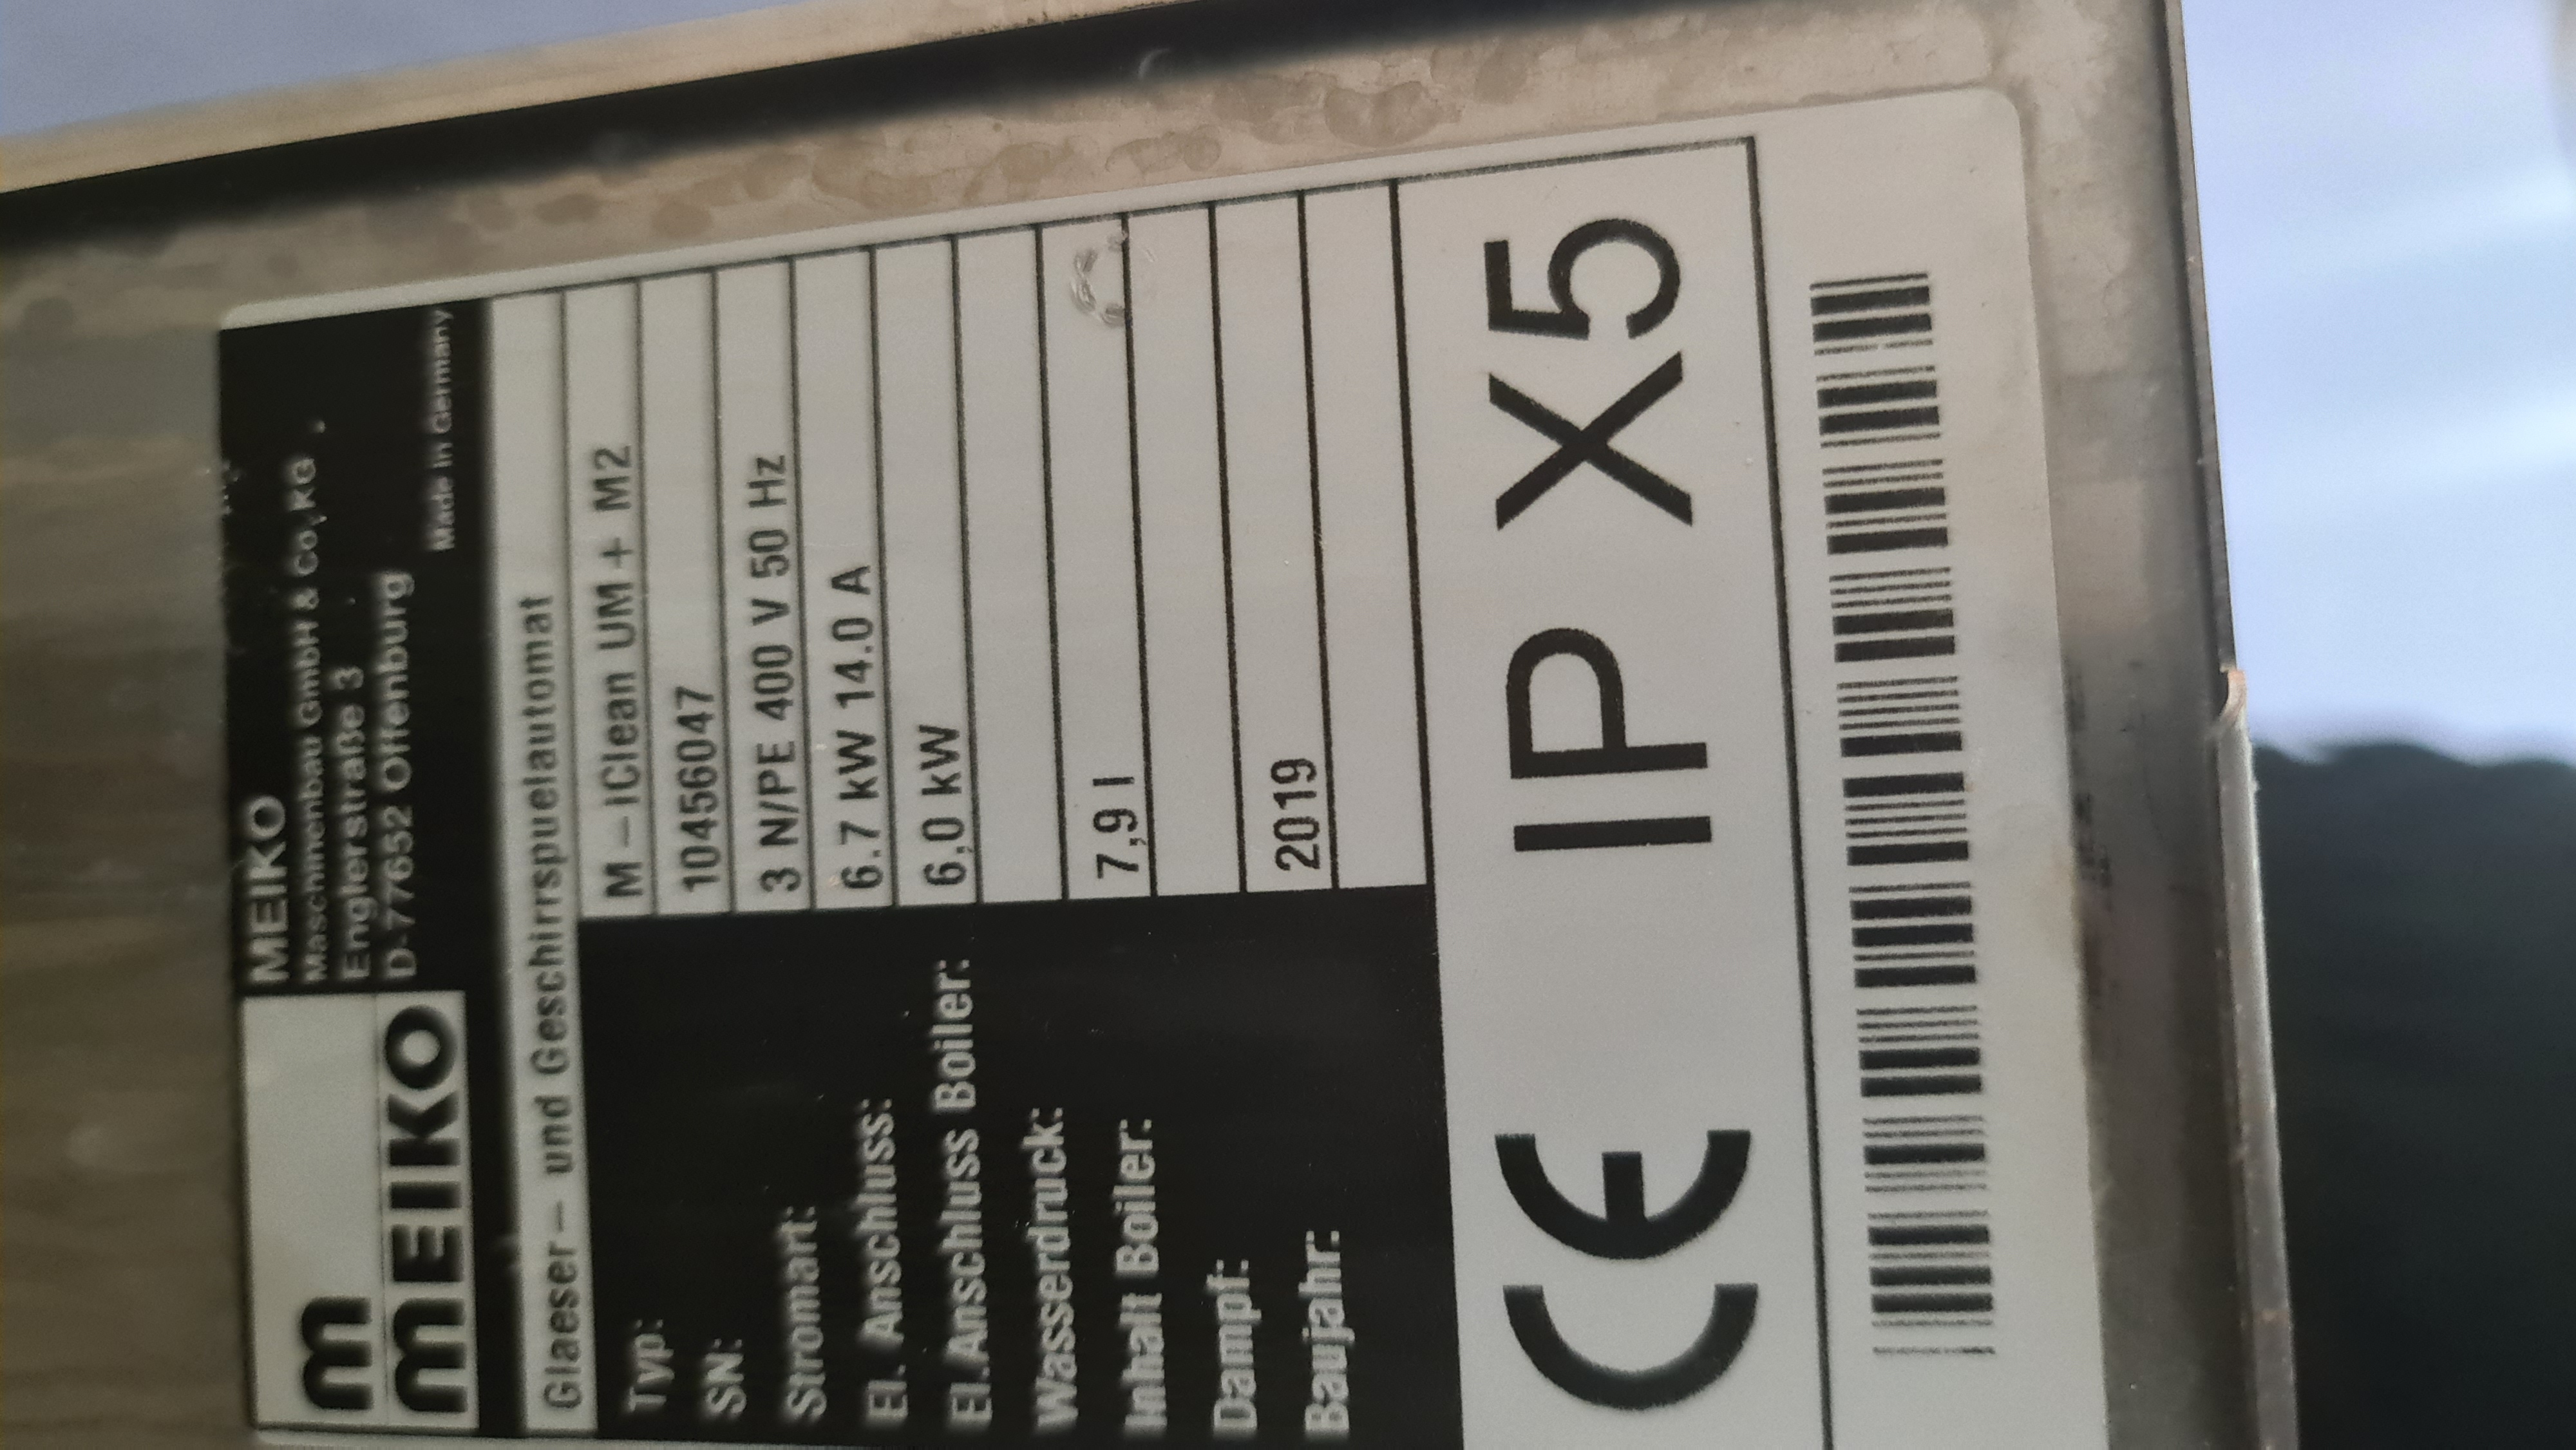 m
MEIKO
MEIKO
Maschinenbau GmbH & Co. KG
Englerstraße 3
D-77652 Offenburg
Made in Germany
Glaeser- und Geschirrspuelautomat
Typ: M-iClean UM+ M2
SN: 10456047
Stromart: 3 N/PE 400 V 50 Hz
El. Anschluss: 6.7 kW 14.0 A
El.Anschluss Boiler: 6,0 kW
Wasserdruck:
Inhalt Boiler: 7,9 l
Dampf:
Baujahr: 2019
CE IP X5